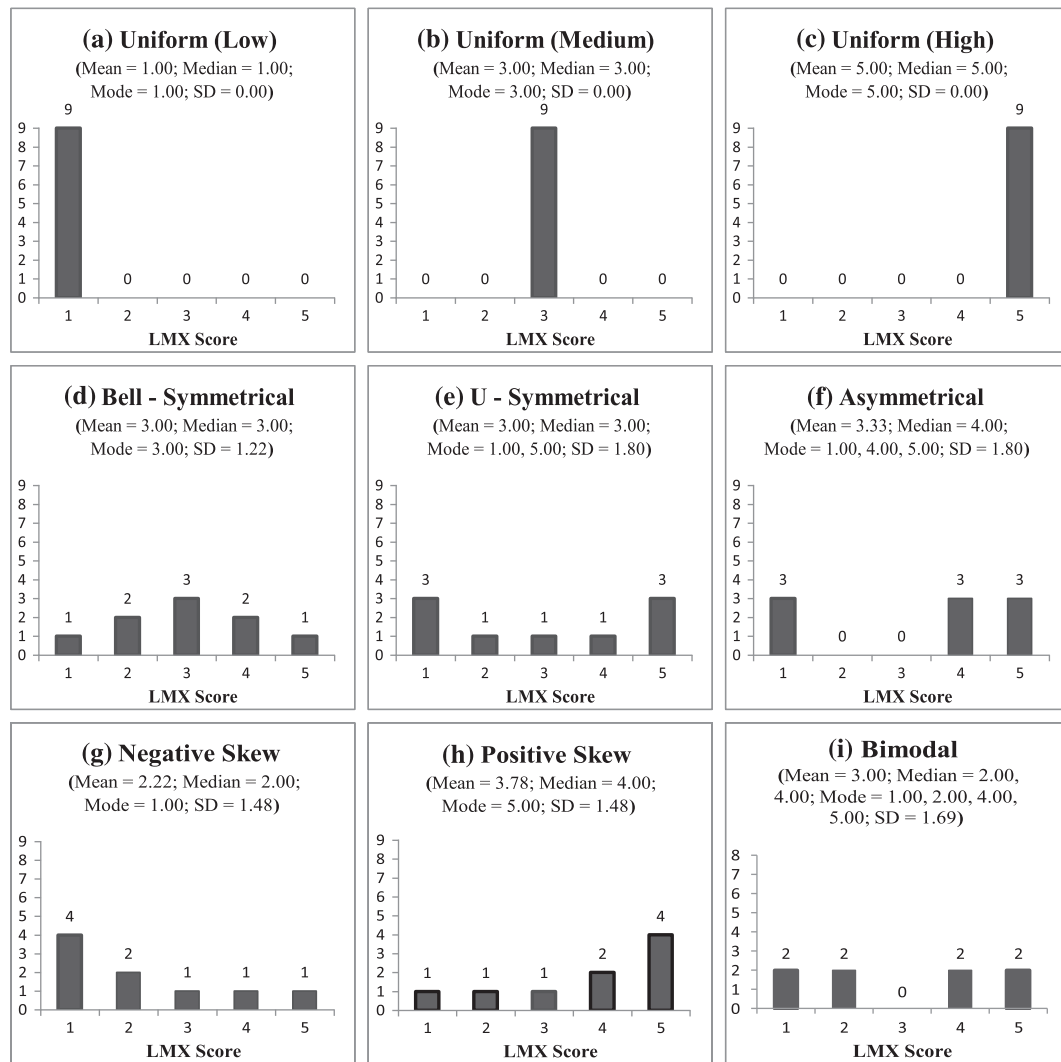 (a) Uniform (Low)
(Mean = 1.00; Median = 1.00;
Mode = 1.00; SD = 0.00)
9
9
8
7
6
5
4
3
2
1
0
0 0 0 0
1 2 3 4 5
LMX Score
(b) Uniform (Medium)
(Mean = 3.00; Median = 3.00;
Mode = 3.00; SD = 0.00)
9
9
8
7
6
5
4
3
2
1
0
0 0 0 0
1 2 3 4 5
LMX Score
(c) Uniform (High)
(Mean = 5.00; Median = 5.00;
Mode = 5.00; SD = 0.00)
9
9
8
7
6
5
4
3
2
1
0
0 0 0 0
1 2 3 4 5
LMX Score
(d) Bell - Symmetrical
(Mean = 3.00; Median = 3.00;
Mode = 3.00; SD = 1.22)
9
8
7
6
5
4
3
2
1
0
1 2 3 2 1
1 2 3 4 5
LMX Score
(e) U - Symmetrical
(Mean = 3.00; Median = 3.00;
Mode = 1.00, 5.00; SD = 1.80)
9
8
7
6
5
4
3
2
1
0
3 1 1 1 3
1 2 3 4 5
LMX Score
(f) Asymmetrical
(Mean = 3.33; Median = 4.00;
Mode = 1.00, 4.00, 5.00; SD = 1.80)
9
8
7
6
5
4
3
2
1
0
3 0 0 3 3
1 2 3 4 5
LMX Score
(g) Negative Skew
(Mean = 2.22; Median = 2.00;
Mode = 1.00; SD = 1.48)
9
8
7
6
5
4
3
2
1
0
4 2 1 1 1
1 2 3 4 5
LMX Score
(h) Positive Skew
(Mean = 3.78; Median = 4.00;
Mode = 5.00; SD = 1.48)
9
8
7
6
5
4
3
2
1
0
1 1 1 2 4
1 2 3 4 5
LMX Score
(i) Bimodal
(Mean = 3.00; Median = 2.00,
4.00; Mode = 1.00, 2.00, 4.00,
5.00; SD = 1.69)
8
7
6
5
4
3
2
1
0
2 2 0 2 2
1 2 3 4 5
LMX Score